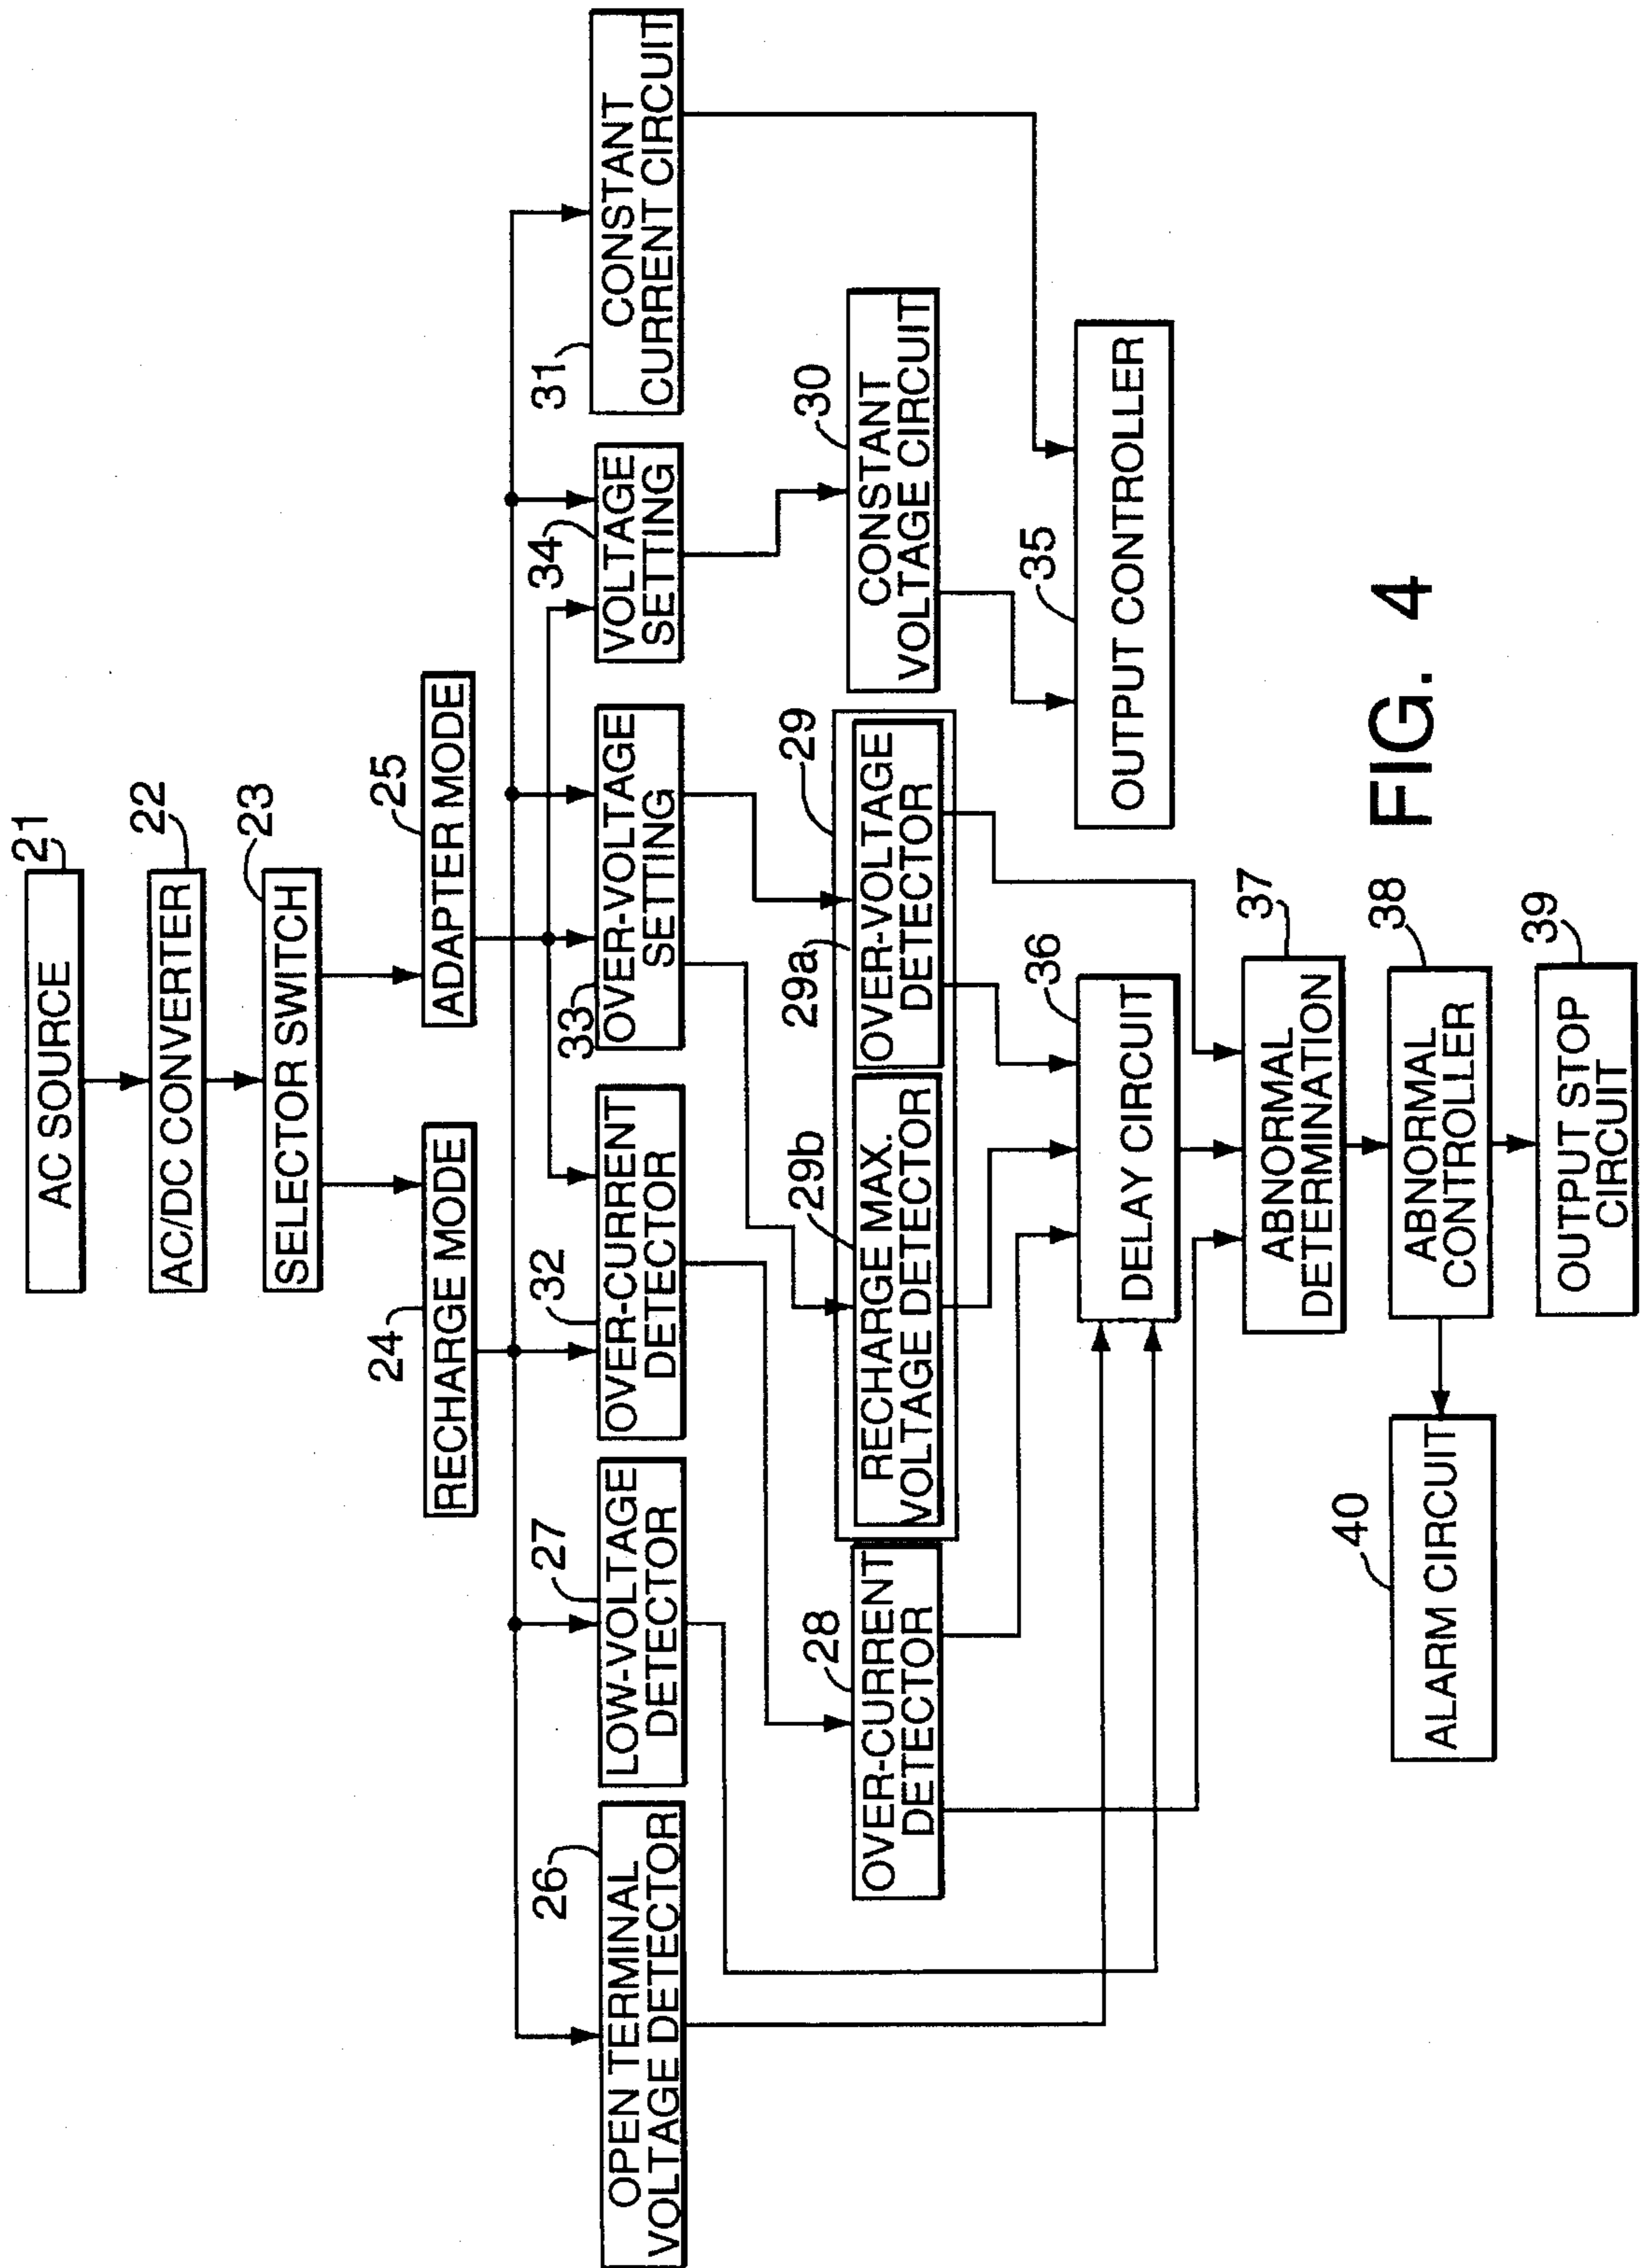 AC SOURCE
21
AC/DC CONVERTER
22
SELECTOR SWITCH
23
24
RECHARGE MODE
25
ADAPTER MODE
26
OPEN TERMINAL
VOLTAGE DETECTOR
27
LOW-VOLTAGE
DETECTOR
32
OVER-CURRENT
DETECTOR
33
OVER-VOLTAGE
SETTING
34
VOLTAGE
SETTING
31
CONSTANT
CURRENT CIRCUIT
28
OVER-CURRENT
DETECTOR
29b
RECHARGE MAX.
VOLTAGE DETECTOR
29a
OVER-VOLTAGE
DETECTOR
29
30
CONSTANT
VOLTAGE CIRCUIT
36
DELAY CIRCUIT
35
OUTPUT CONTROLLER
37
ABNORMAL
DETERMINATION
38
ABNORMAL
CONTROLLER
40
ALARM CIRCUIT
39
OUTPUT STOP
CIRCUIT
FIG. 4